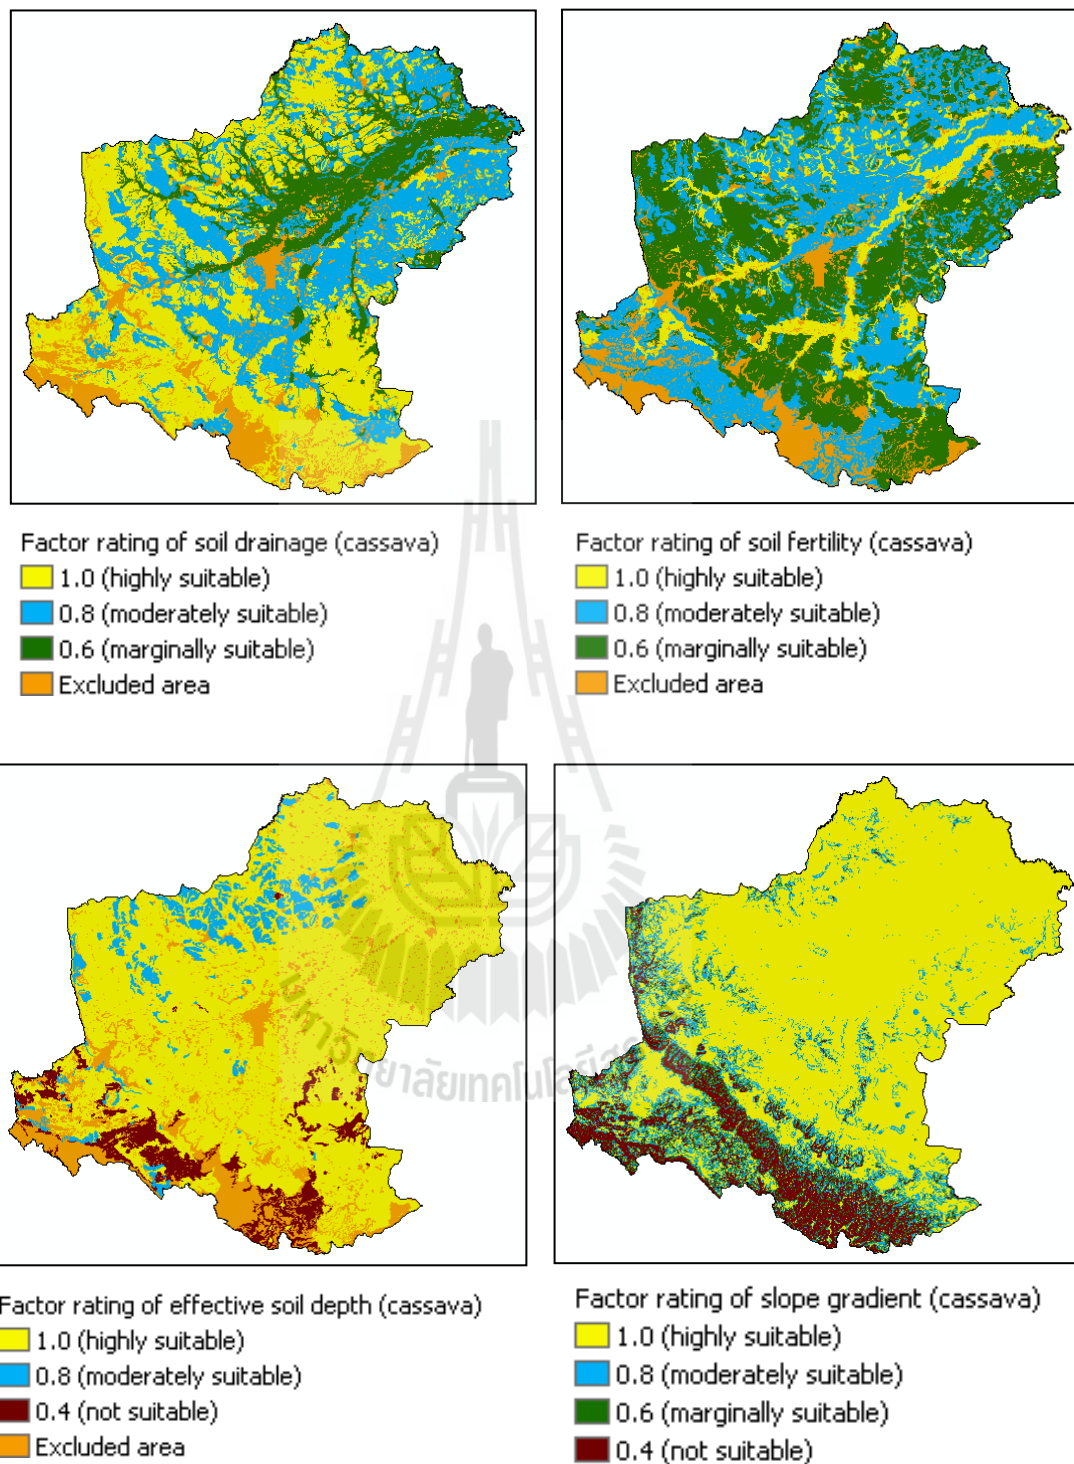 Factor rating of soil drainage (cassava)
1.0 (highly suitable)
0.8 (moderately suitable)
0.6 (marginally suitable)
Excluded area
Factor rating of soil fertility (cassava)
1.0 (highly suitable)
0.8 (moderately suitable)
0.6 (marginally suitable)
Excluded area
Factor rating of effective soil depth (cassava)
1.0 (highly suitable)
0.8 (moderately suitable)
0.4 (not suitable)
Excluded area
Factor rating of slope gradient (cassava)
1.0 (highly suitable)
0.8 (moderately suitable)
0.6 (marginally suitable)
0.4 (not suitable)